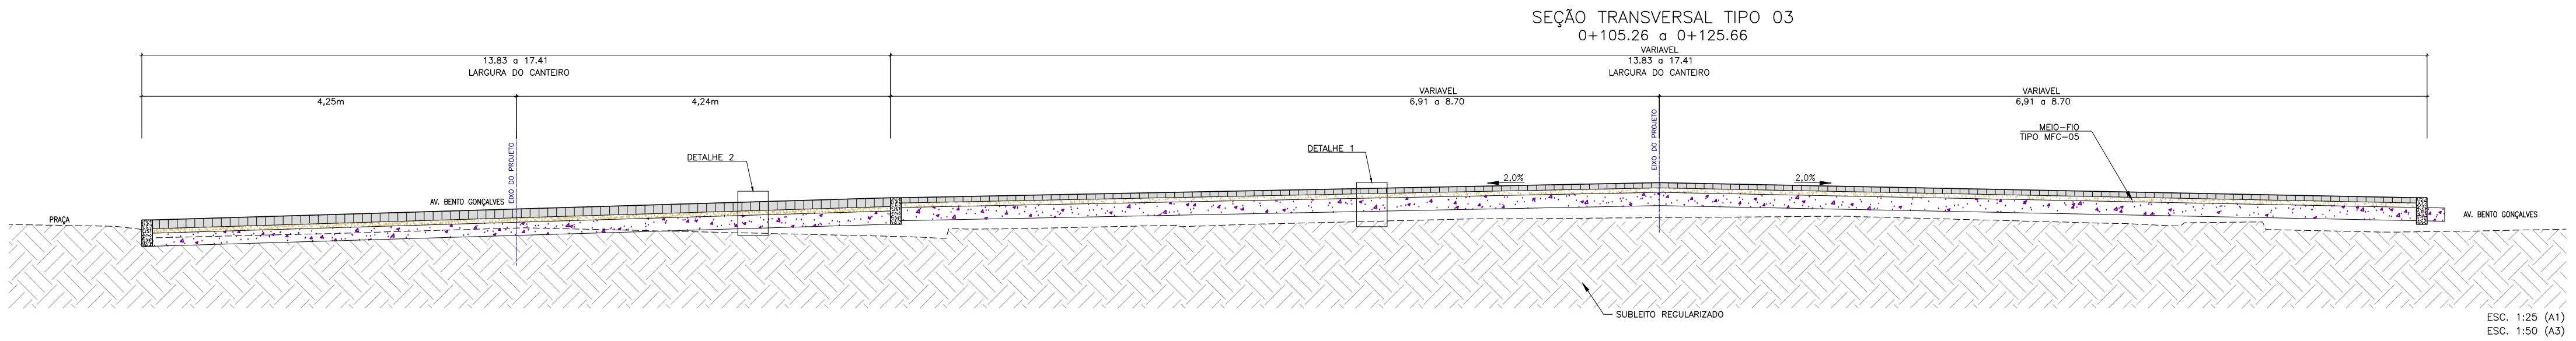 SEÇÃO TRANSVERSAL TIPO 03
0+105.26 a 0+125.66
VARIAVEL
13.83 a 17.41
LARGURA DO CANTEIRO
13.83 a 17.41
LARGURA DO CANTEIRO
4,25m
4,24m
VARIAVEL
6,91 a 8.70
VARIAVEL
6,91 a 8.70
EIXO DO PROJETO
EIXO DO PROJETO
MEIO-FIO
TIPO MFC-05
DETALHE 2
DETALHE 1
2,0%
2,0%
AV. BENTO GONÇALVES
PRAÇA
AV. BENTO GONÇALVES
SUBLEITO REGULARIZADO
ESC. 1:25 (A1)
ESC. 1:50 (A3)